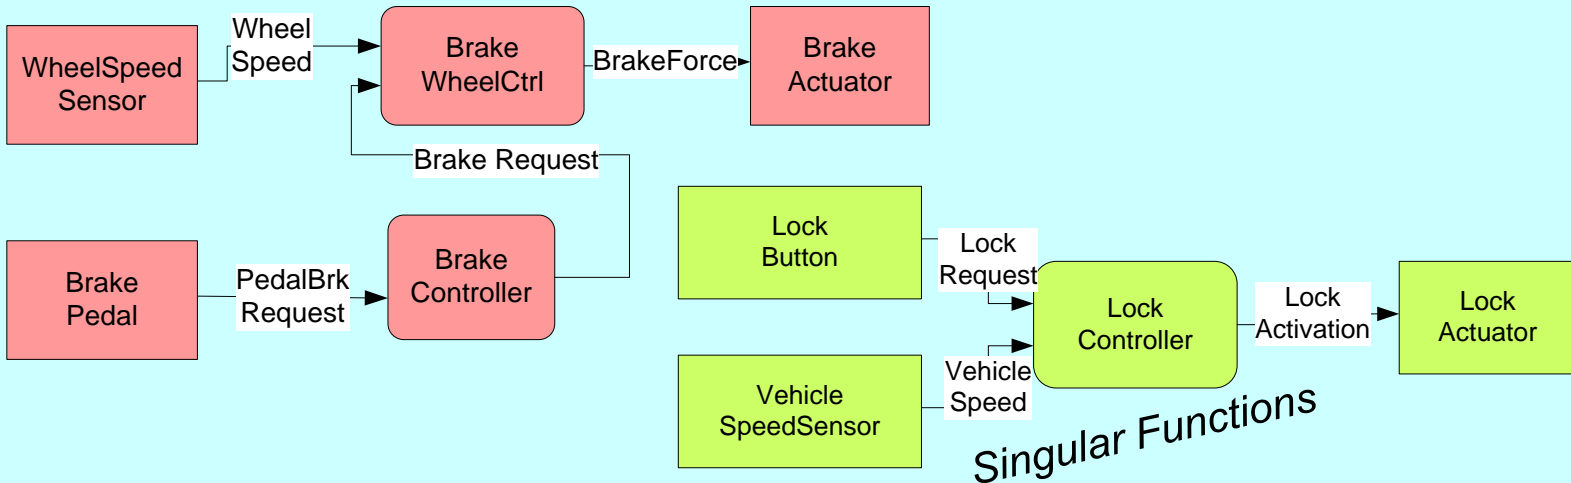 WheelSpeed
Sensor
Wheel
Speed
Brake
WheelCtrl
BrakeForce
Brake
Actuator
Brake Request
Brake
Pedal
PedalBrk
Request
Brake
Controller
Lock
Button
Lock
Request
Vehicle
SpeedSensor
Vehicle
Speed
Lock
Controller
Lock
Activation
Lock
Actuator
Singular Functions